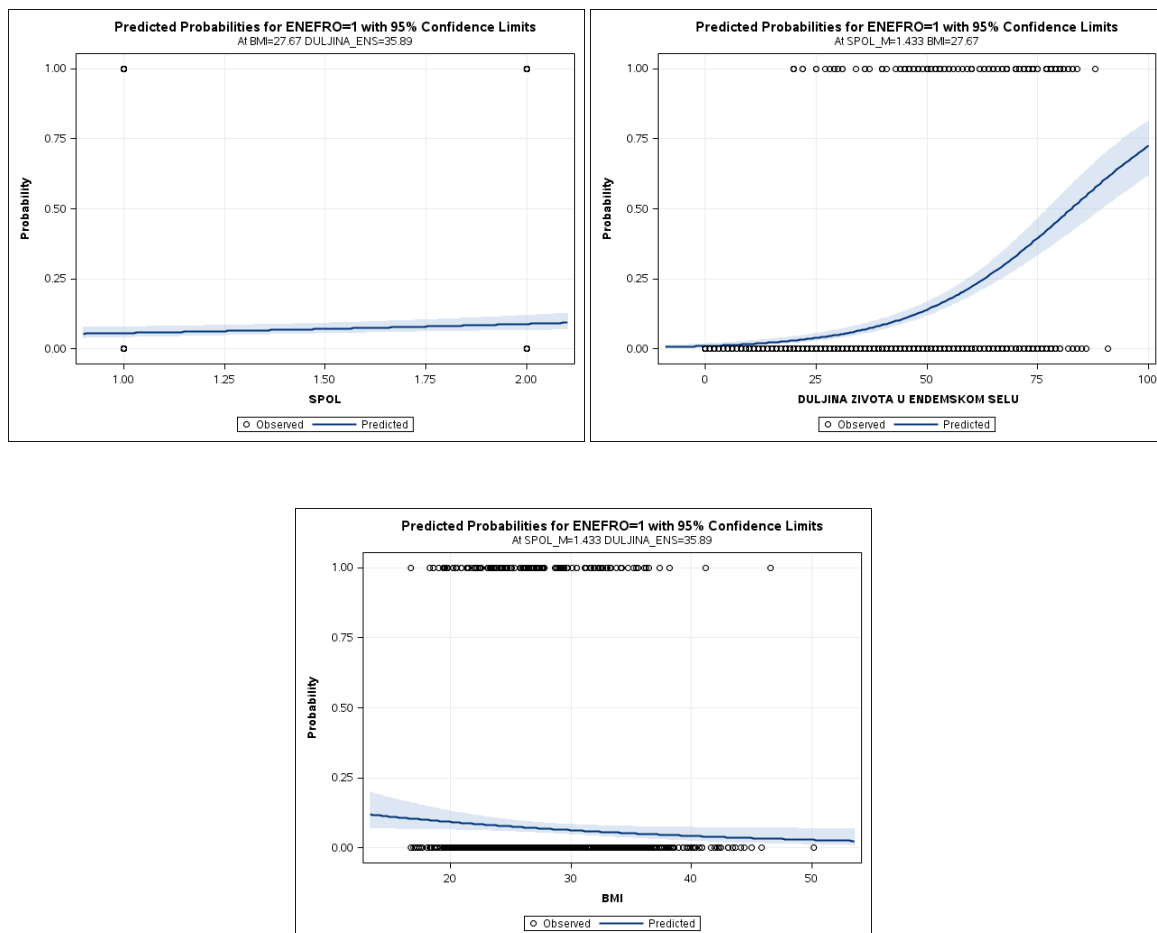 Predicted Probabilities for ENEFRO=1 with 95% Confidence Limits
At BMI=27.67 DULJINA_ENS=35.89
Probability
1.00
0.75
0.50
0.25
0.00
1.00
1.25
1.50
1.75
2.00
SPOL
Observed
Predicted
Predicted Probabilities for ENEFRO=1 with 95% Confidence Limits
At SPOL_M=1.433 BMI=27.67
Probability
1.00
0.75
0.50
0.25
0.00
0
25
50
75
100
DULJINA ZIVOTA U ENDEMSKOM SELU
Observed
Predicted
Predicted Probabilities for ENEFRO=1 with 95% Confidence Limits
At SPOL_M=1.433 DULJINA_ENS=35.89
Probability
1.00
0.75
0.50
0.25
0.00
20
30
40
50
BMI
Observed
Predicted